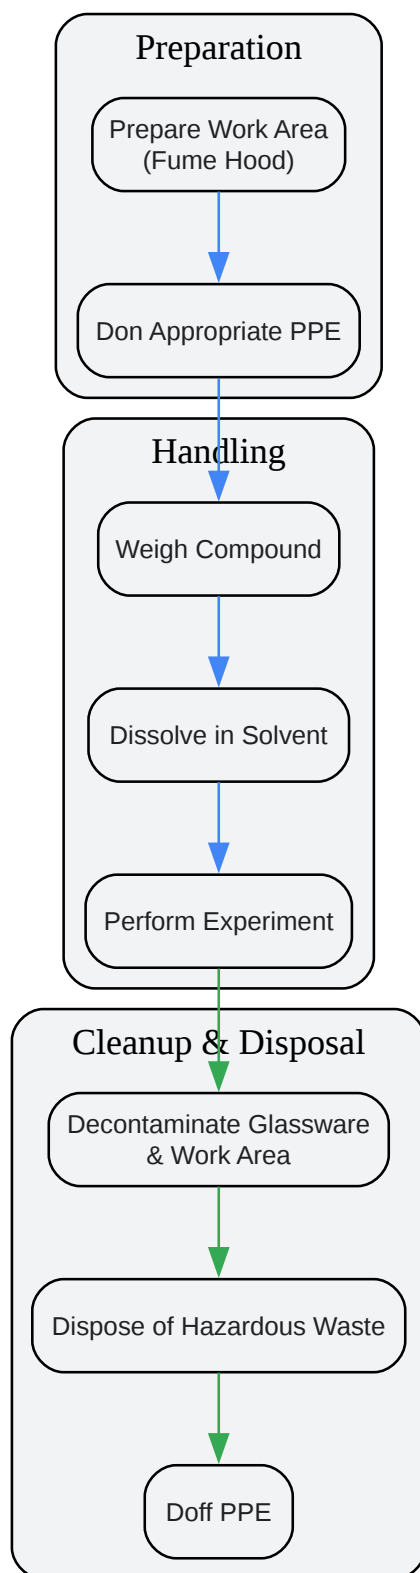 Preparation
Prepare Work Area
(Fume Hood)
Don Appropriate PPE
Handling
Weigh Compound
Dissolve in Solvent
Perform Experiment
Cleanup & Disposal
Decontaminate Glassware
& Work Area
Dispose of Hazardous Waste
Doff PPE